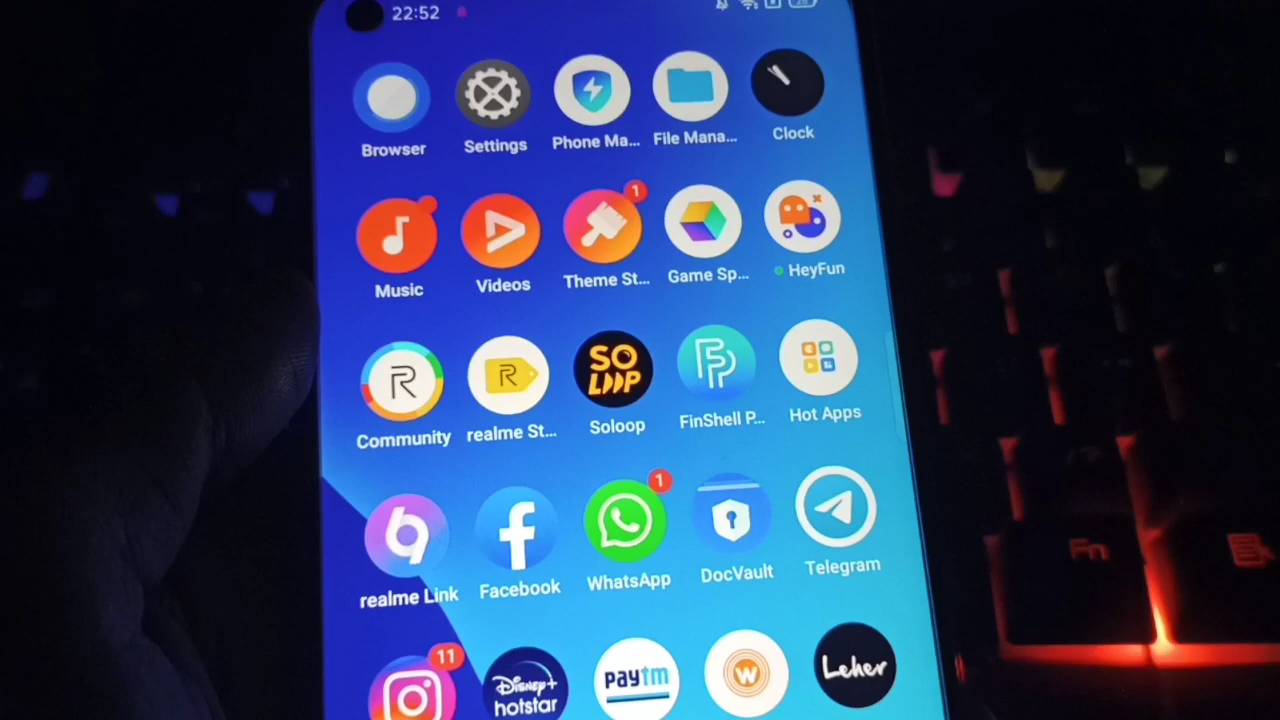 22:52
28
Browser
Settings
Phone Ma...
File Mana...
Clock
Music
Videos
1
Theme St...
Game Sp...
HeyFun
R
Community
R
realme St...
SO
LOOP
Soloop
FinShell P...
Hot Apps
realme Link
Facebook
1
WhatsApp
DocVault
Telegram
11
Disney+
hotstar
paytm
W
Leher
Fn